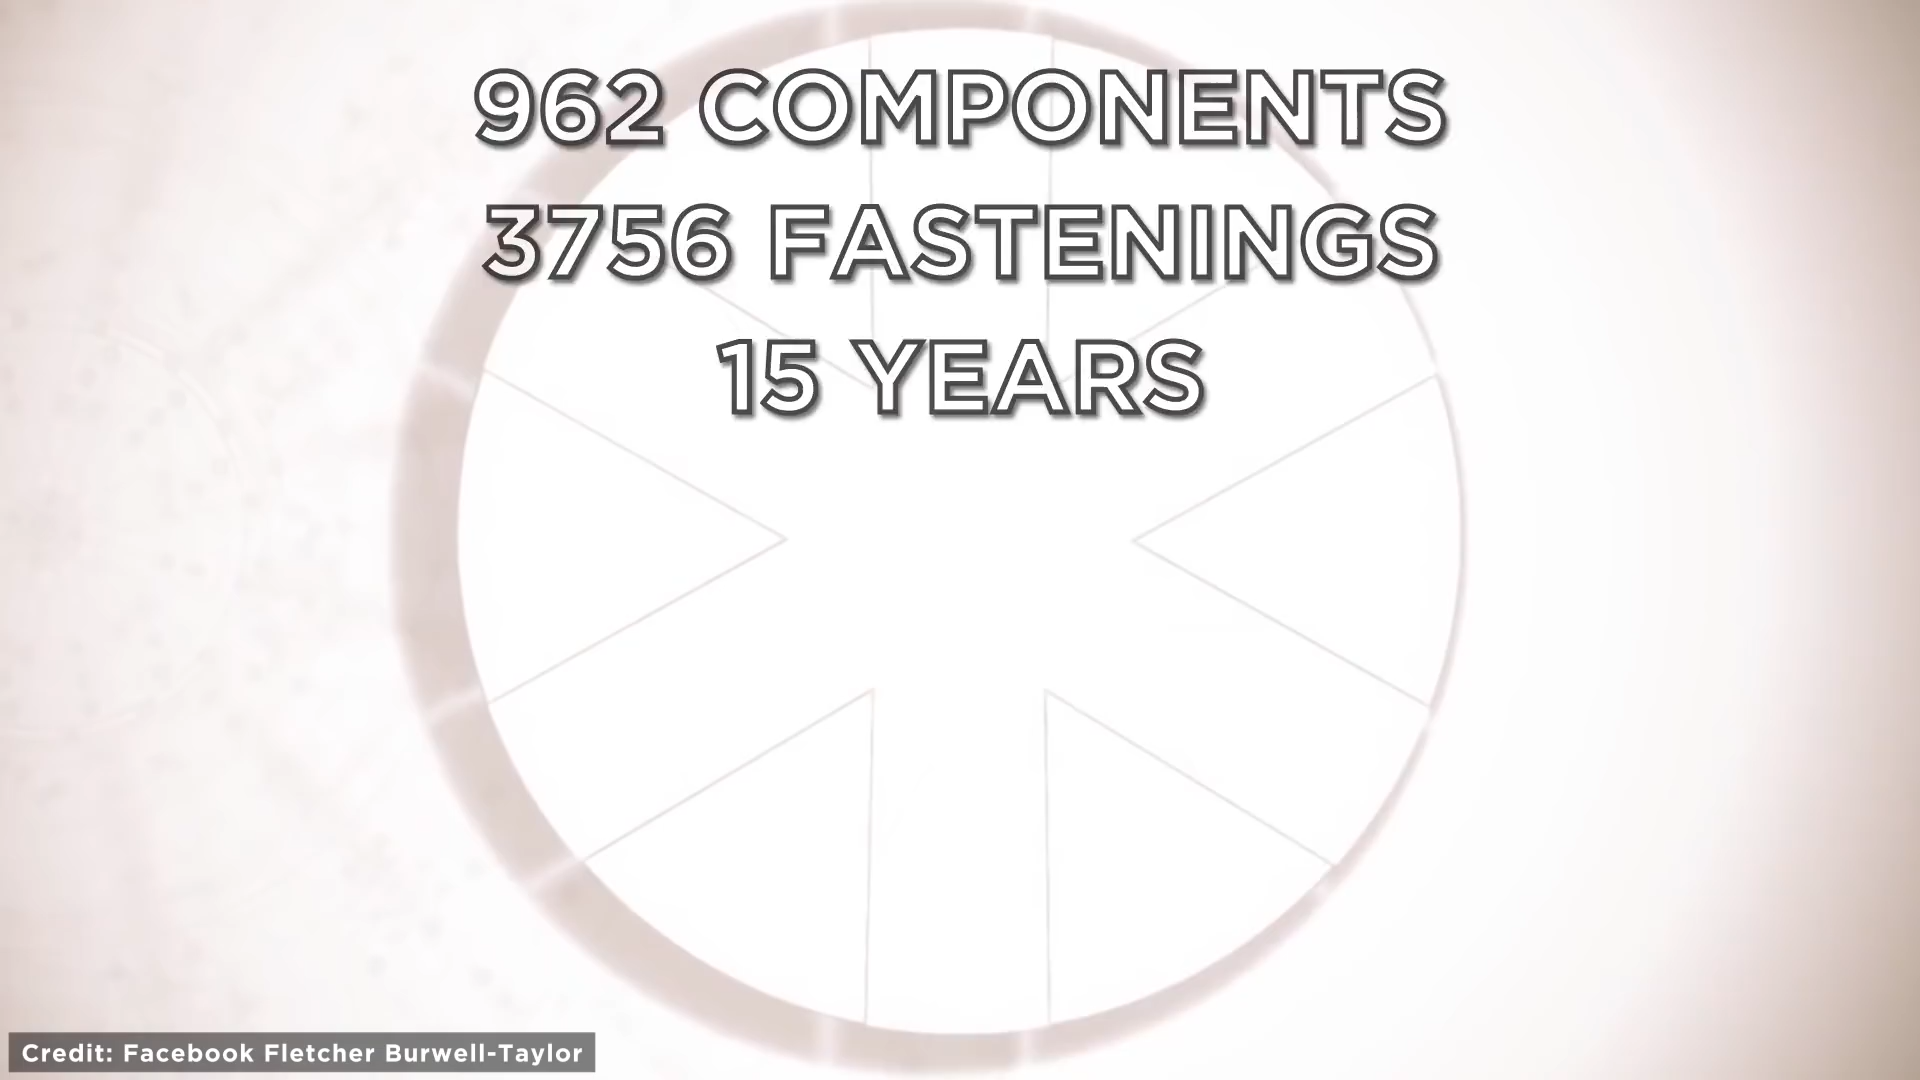 962 COMPONENTS
3756 FASTENINGS
15 YEARS
Credit: Facebook Fletcher Burwell-Taylor